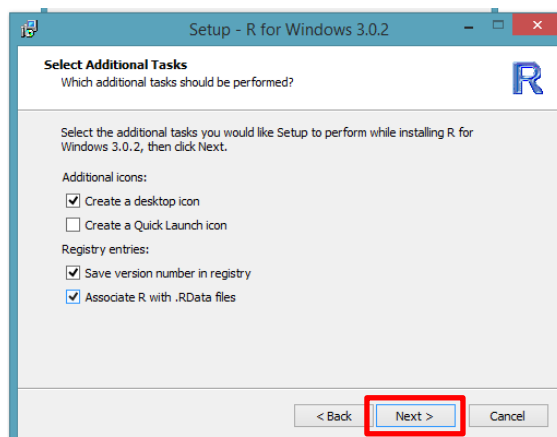 Setup - R for Windows 3.0.2
Select Additional Tasks
Which additional tasks should be performed?
R
Select the additional tasks you would like Setup to perform while installing R for
Windows 3.0.2, then click Next.
Additional icons:
Create a desktop icon
Create a Quick Launch icon
Registry entries:
Save version number in registry
Associate R with .RData files
< Back Next > Cancel